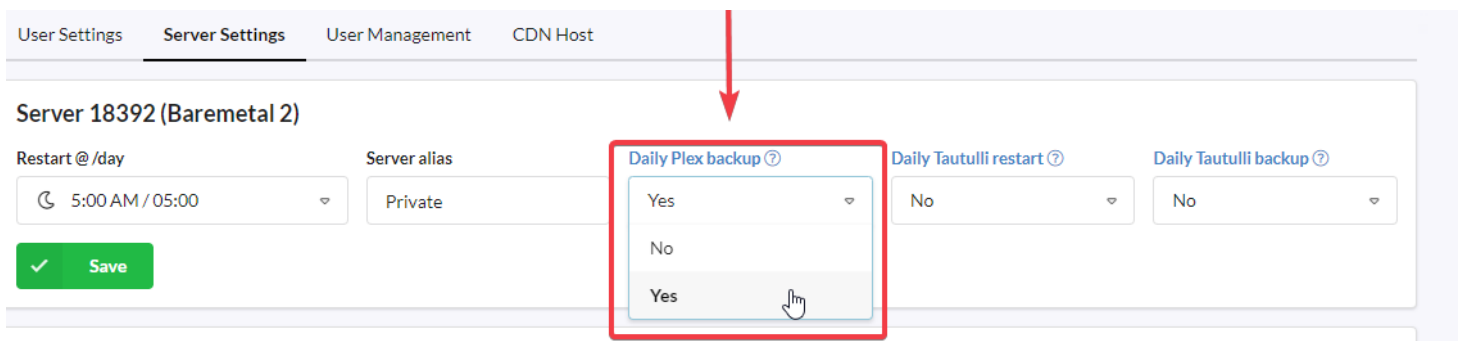 User Settings Server Settings User Management CDN Host
Server 18392 (Baremetal 2)
Restart @ /day Server alias Daily Plex backup Daily Tautulli restart Daily Tautulli backup
5:00 AM / 05:00 Private Yes No No
No
Save
Yes